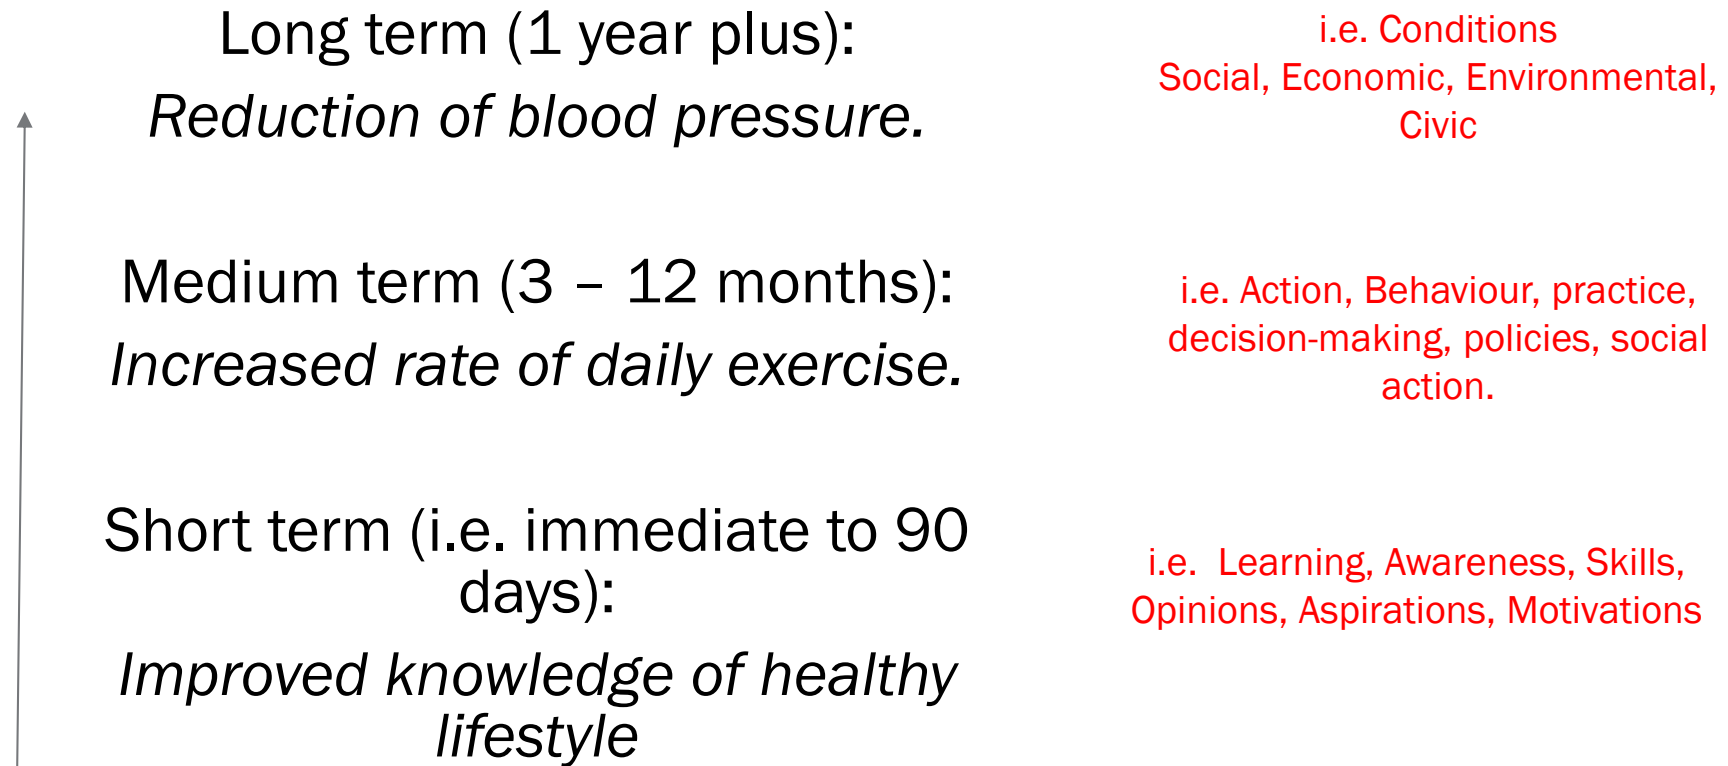 Long term (1 year plus):
Reduction of blood pressure.
i.e. Conditions
Social, Economic, Environmental,
Civic
Medium term (3 – 12 months):
Increased rate of daily exercise.
i.e. Action, Behaviour, practice,
decision-making, policies, social
action.
Short term (i.e. immediate to 90
days):
Improved knowledge of healthy
lifestyle
i.e.  Learning, Awareness, Skills,
Opinions, Aspirations, Motivations